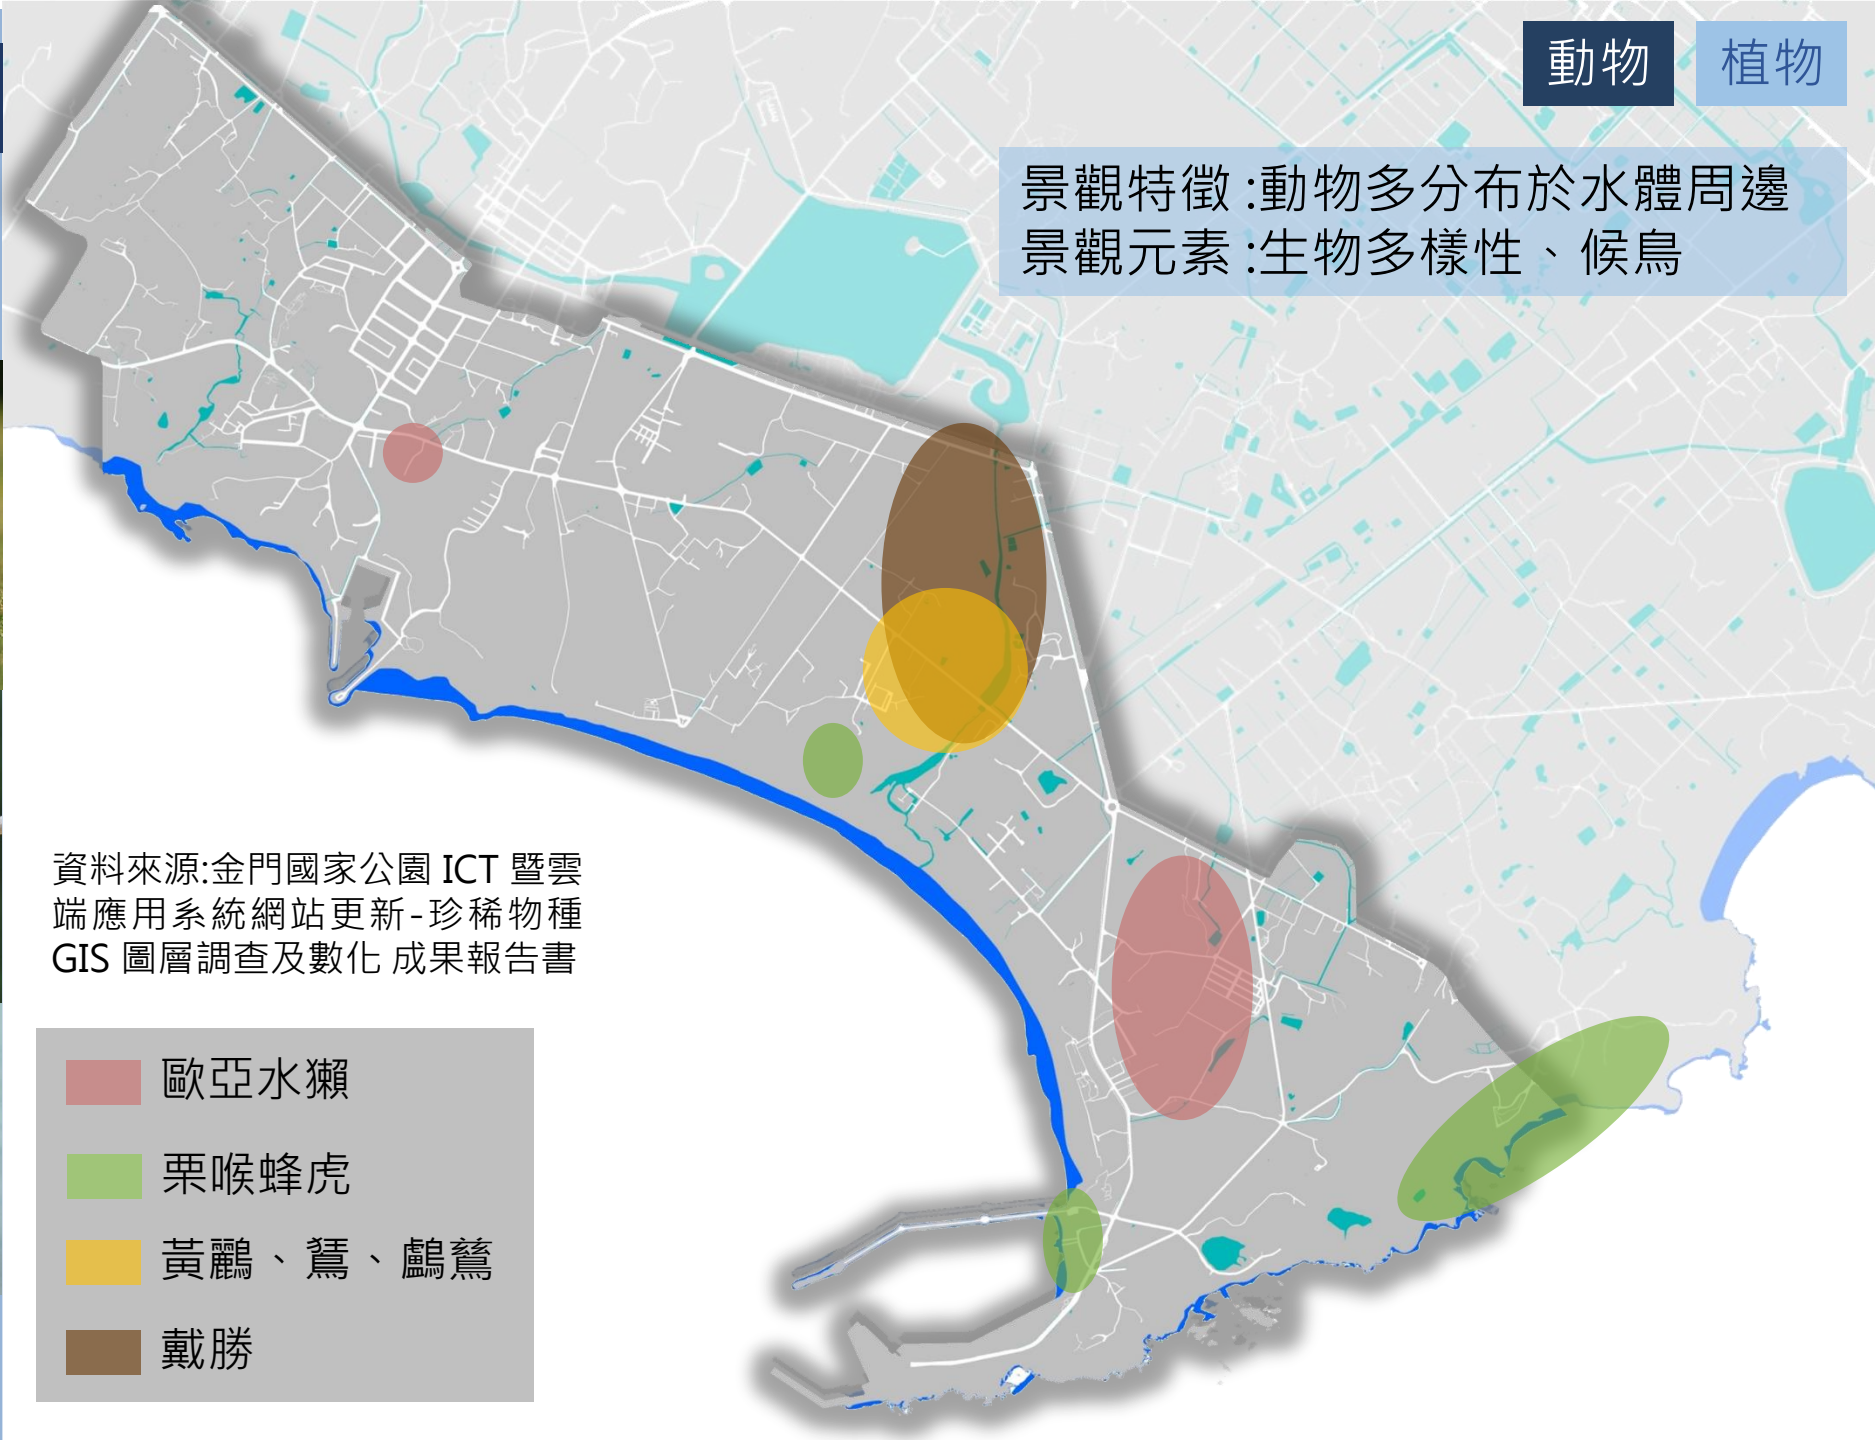 動物 植物
景觀特徵:動物多分布於水體周邊
景觀元素:生物多樣性、候鳥
資料來源:金門國家公園 ICT 暨雲
端應用系統網站更新-珍稀物種
GIS 圖層調查及數化 成果報告書
歐亞水獺
栗喉蜂虎
黃鸝、鵟、鸕鶿
戴勝